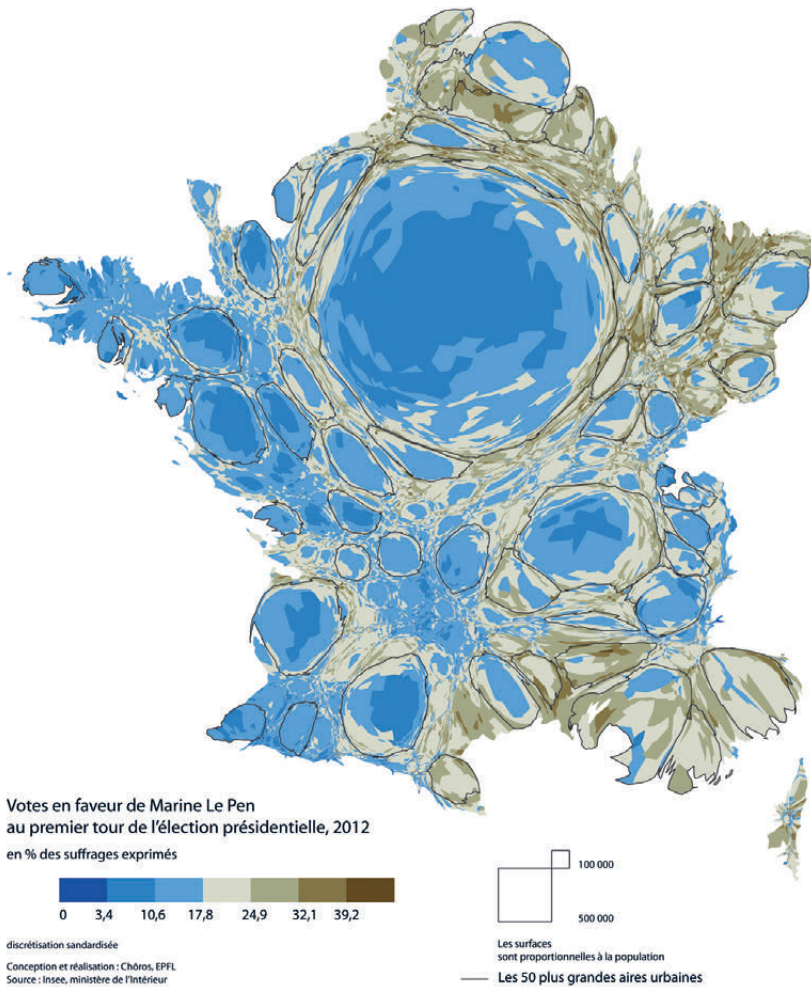 Votes en faveur de Marine Le Pen
au premier tour de l'élection présidentielle, 2012
en % des suffrages exprimés
0 3,4 10,6 17,8 24,9 32,1 39,2
discrétisation sandardisée
Conception et réalisation : Chôros, EPFL
Source : Insee, ministère de l'Intérieur
100 000
500 000
Les surfaces
sont proportionnelles à la population
Les 50 plus grandes aires urbaines